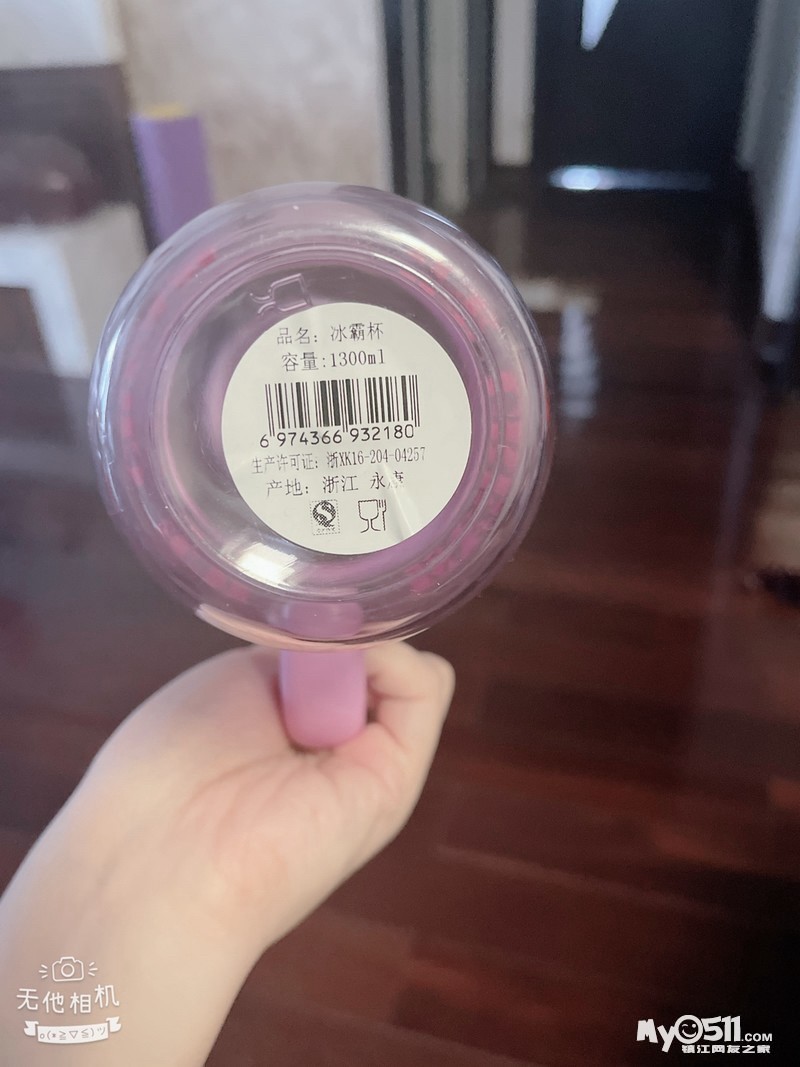 品名: 冰霸杯
容量:1300ml
6 974366 932180
生产许可证: 浙XK16-204-04257
产地: 浙江 永康
无他相机
o(*≧▽≦)ツ
My0511.COM
镇江网友之家